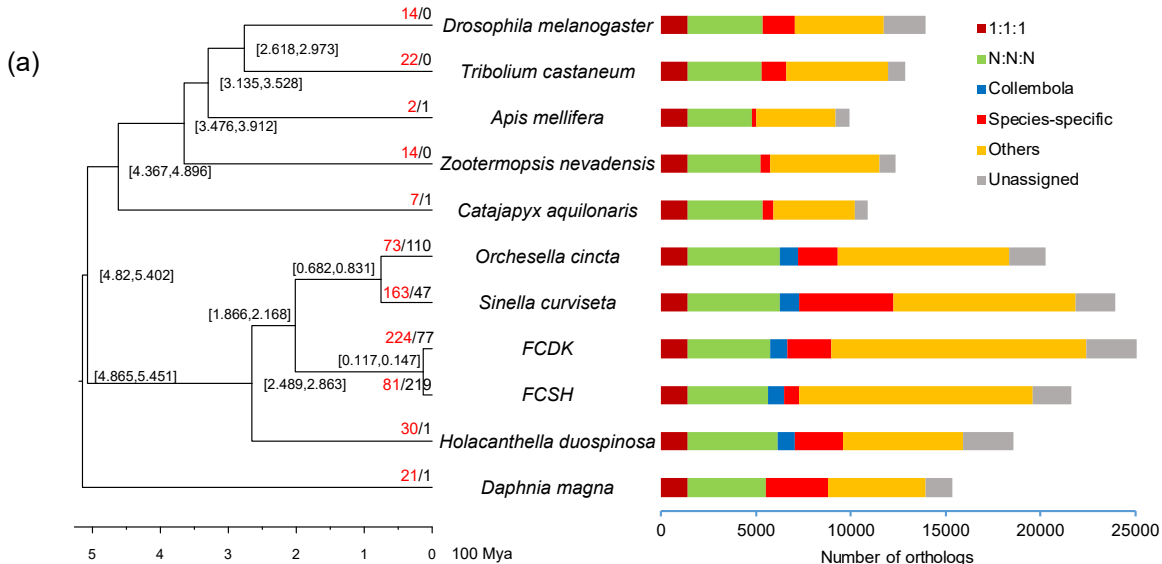 (a)
14/0
Drosophila melanogaster
[2.618,2.973]
22/0
Tribolium castaneum
[3.135,3.528]
2/1
Apis mellifera
[3.476,3.912]
14/0
Zootermopsis nevadensis
[4.367,4.896]
7/1
Catajapyx aquilonaris
73/110
Orchesella cincta
[0.682,0.831]
[4.82,5.402]
163/47
Sinella curviseta
[1.866,2.168]
224/77
FCDK
[0.117,0.147]
[4.865,5.451]
[2.489,2.863]
81/219
FCSH
30/1
Holacanthella duospinosa
21/1
Daphnia magna
5 4 3 2 1 0 100 Mya
1:1:1
N:N:N
Collembola
Species-specific
Others
Unassigned
0 5000 10000 15000 20000 25000
Number of orthologs